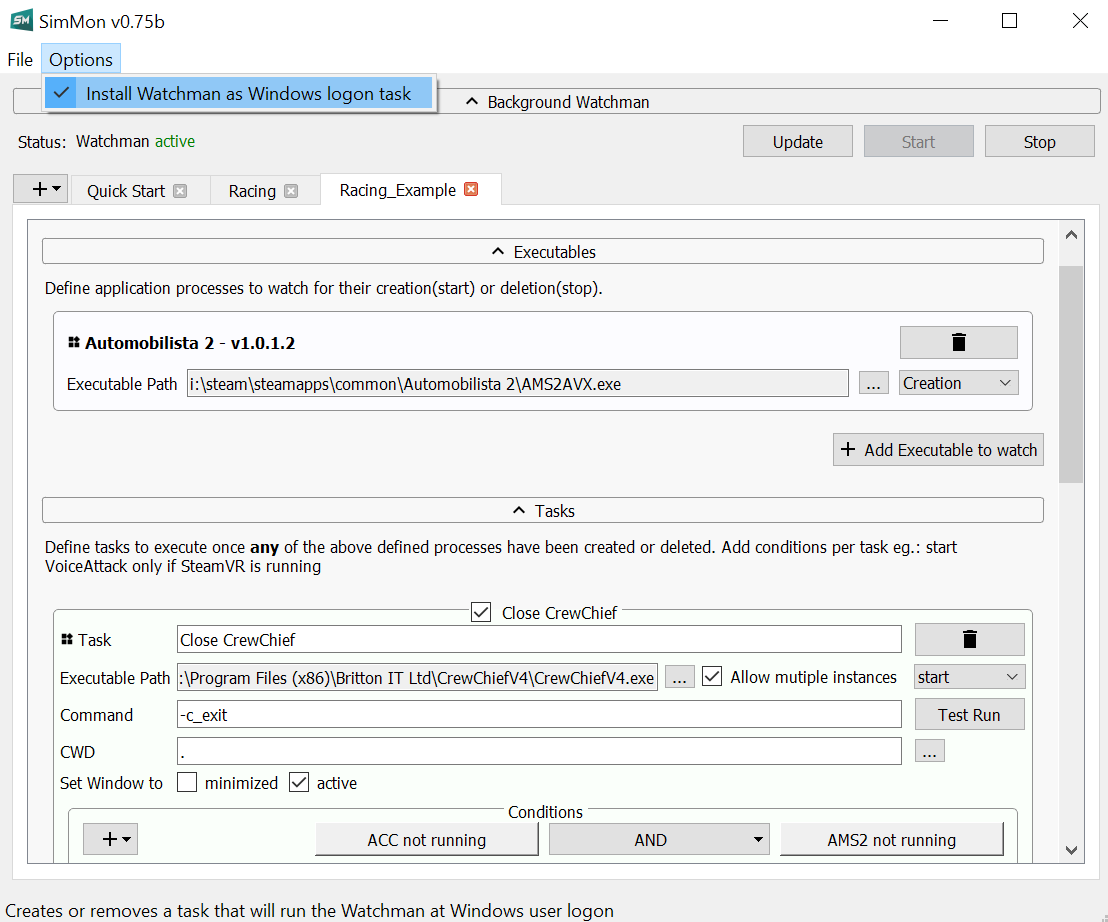 SM SimMon v0.75b
File Options
Install Watchman as Windows logon task
Background Watchman
Status: Watchman active
Update Start Stop
Quick Start Racing Racing_Example
Executables
Define application processes to watch for their creation(start) or deletion(stop).
Automobilista 2 - v1.0.1.2
Executable Path i:\steam\steamapps\common\Automobilista 2\AMS2AVX.exe ... Creation
+ Add Executable to watch
Tasks
Define tasks to execute once any of the above defined processes have been created or deleted. Add conditions per task eg.: start
VoiceAttack only if SteamVR is running
Close CrewChief
Task Close CrewChief
Executable Path :\Program Files (x86)\Britton IT Ltd\CrewChiefV4\CrewChiefV4.exe ... Allow mutiple instances start
Command -c_exit Test Run
CWD . ...
Set Window to minimized active
Conditions
ACC not running AND AMS2 not running
Creates or removes a task that will run the Watchman at Windows user logon